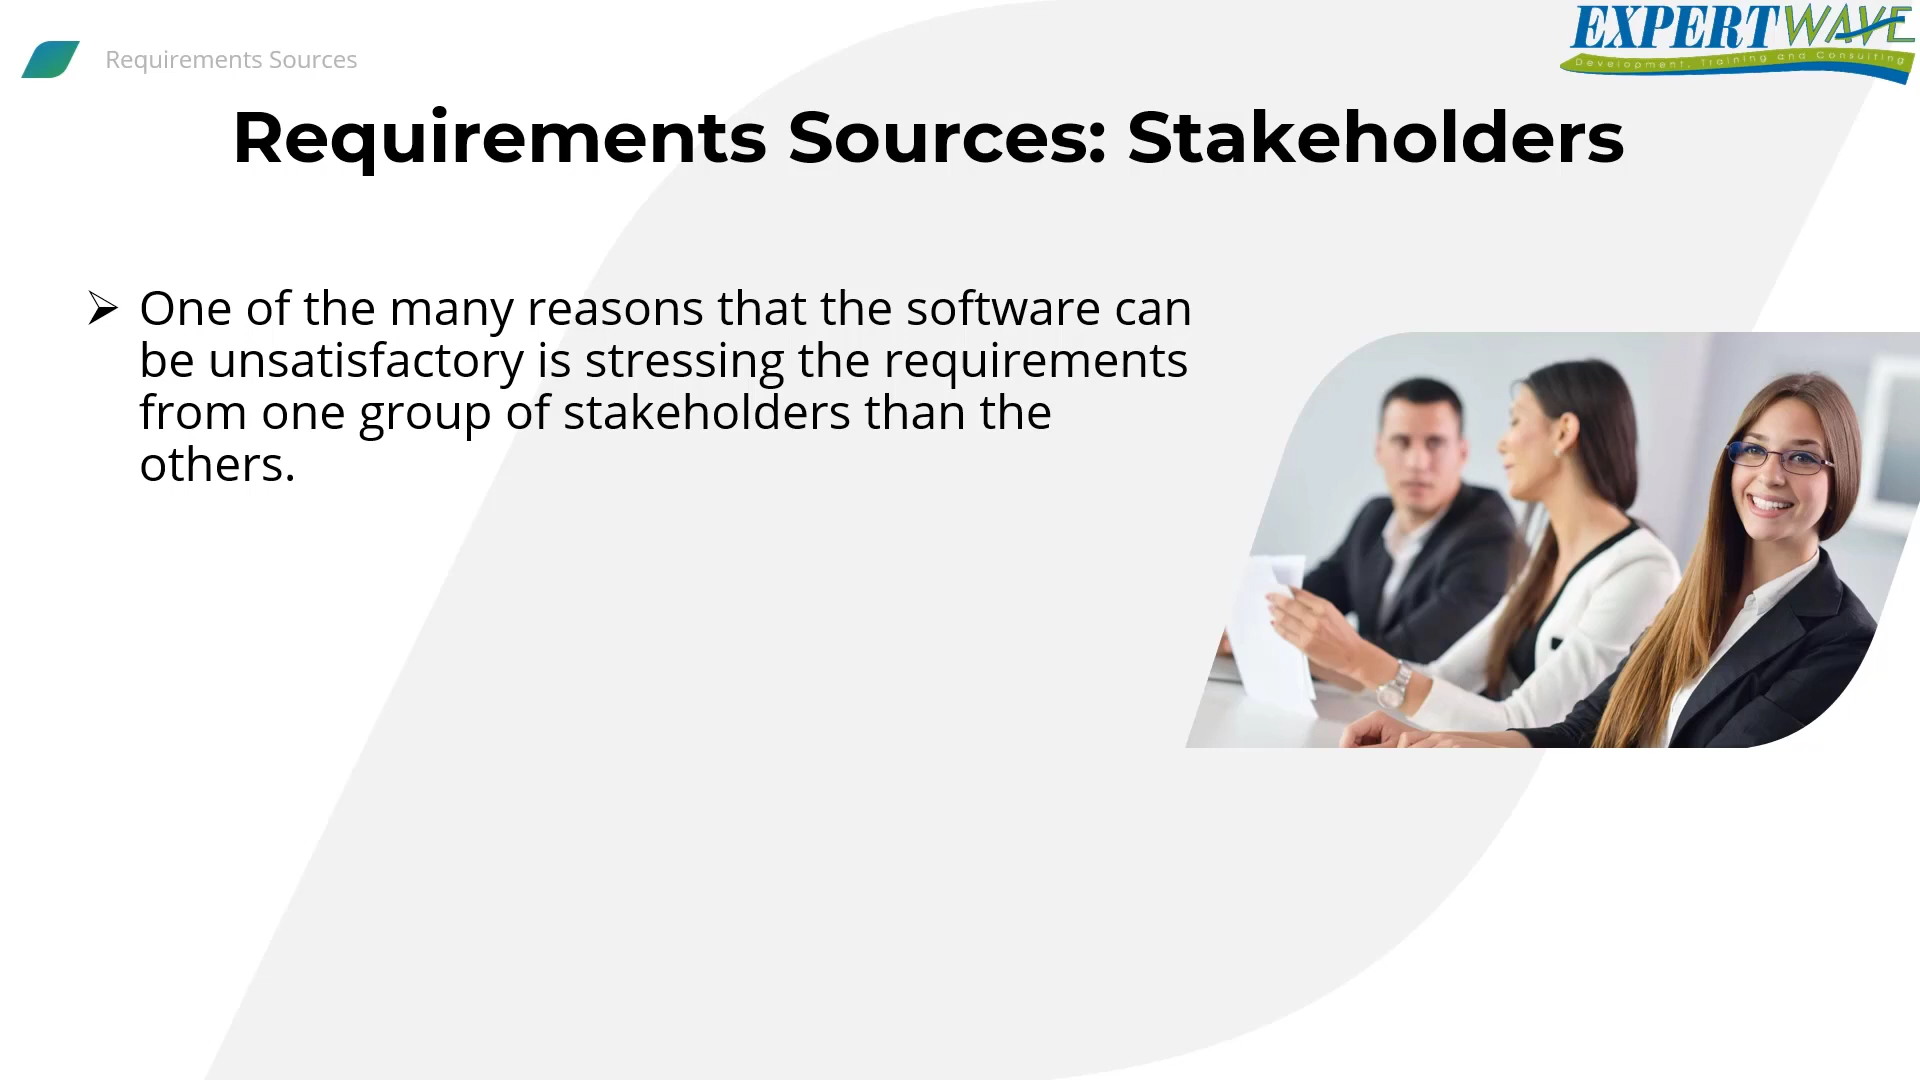 Requirements Sources
EXPERTWAVE
Development, Training and Consulting
Requirements Sources: Stakeholders
➢ One of the many reasons that the software can
be unsatisfactory is stressing the requirements
from one group of stakeholders than the
others.